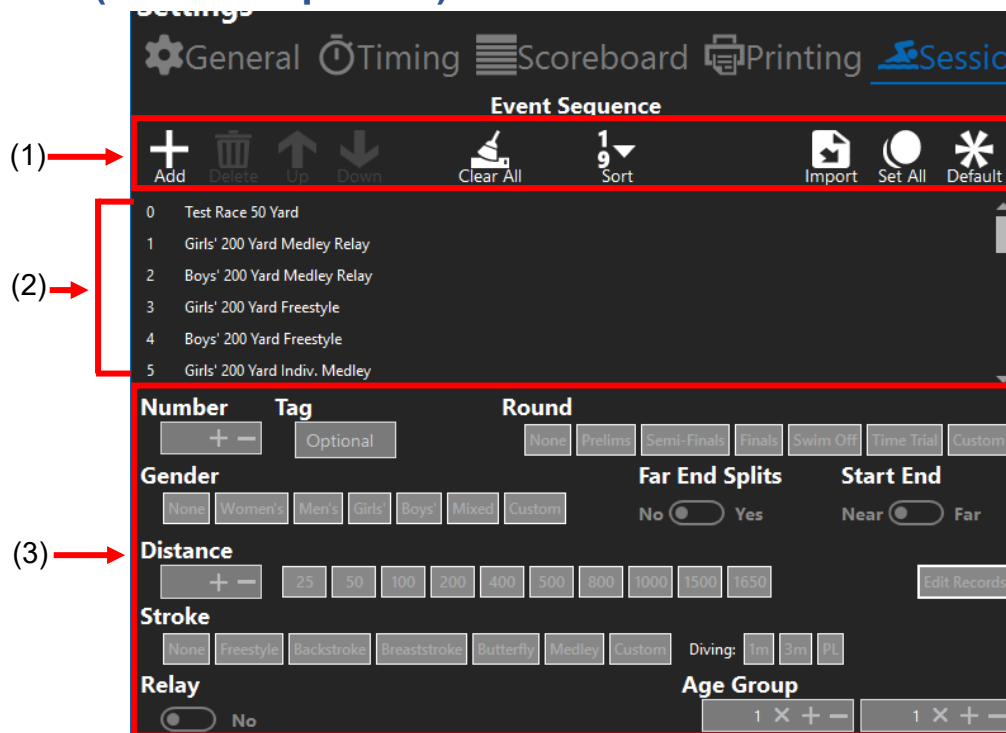 Settings
General Timing Scoreboard Printing Sessio
Event Sequence
(1)
Add Delete Up Down Clear All 1 9 Sort Import Set All Default
(2)
0 Test Race 50 Yard
1 Girls' 200 Yard Medley Relay
2 Boys' 200 Yard Medley Relay
3 Girls' 200 Yard Freestyle
4 Boys' 200 Yard Freestyle
5 Girls' 200 Yard Indiv. Medley
(3)
Number Tag Round
+ − Optional None Prelims Semi-Finals Finals Swim Off Time Trial Custom
Gender Far End Splits Start End
None Women's Men's Girls' Boys' Mixed Custom No Yes Near Far
Distance
+ − 25 50 100 200 400 500 800 1000 1500 1650 Edit Records
Stroke
None Freestyle Backstroke Breaststroke Butterfly Medley Custom Diving: 1m 3m PL
Relay Age Group
No 1 × + − 1 × + −